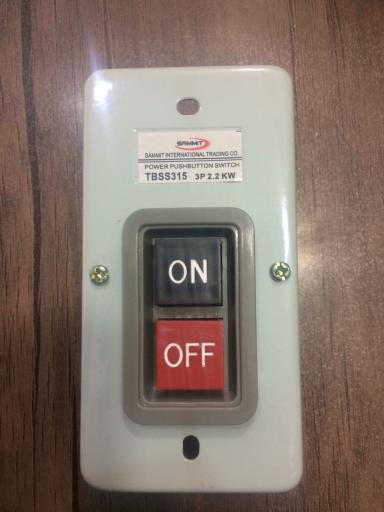 SAMMIT
SAMMIT INTERNATIONAL TRADING CO.
POWER PUSHBUTTON SWITCH
TBSS315 3P 2.2 KW
ON
OFF